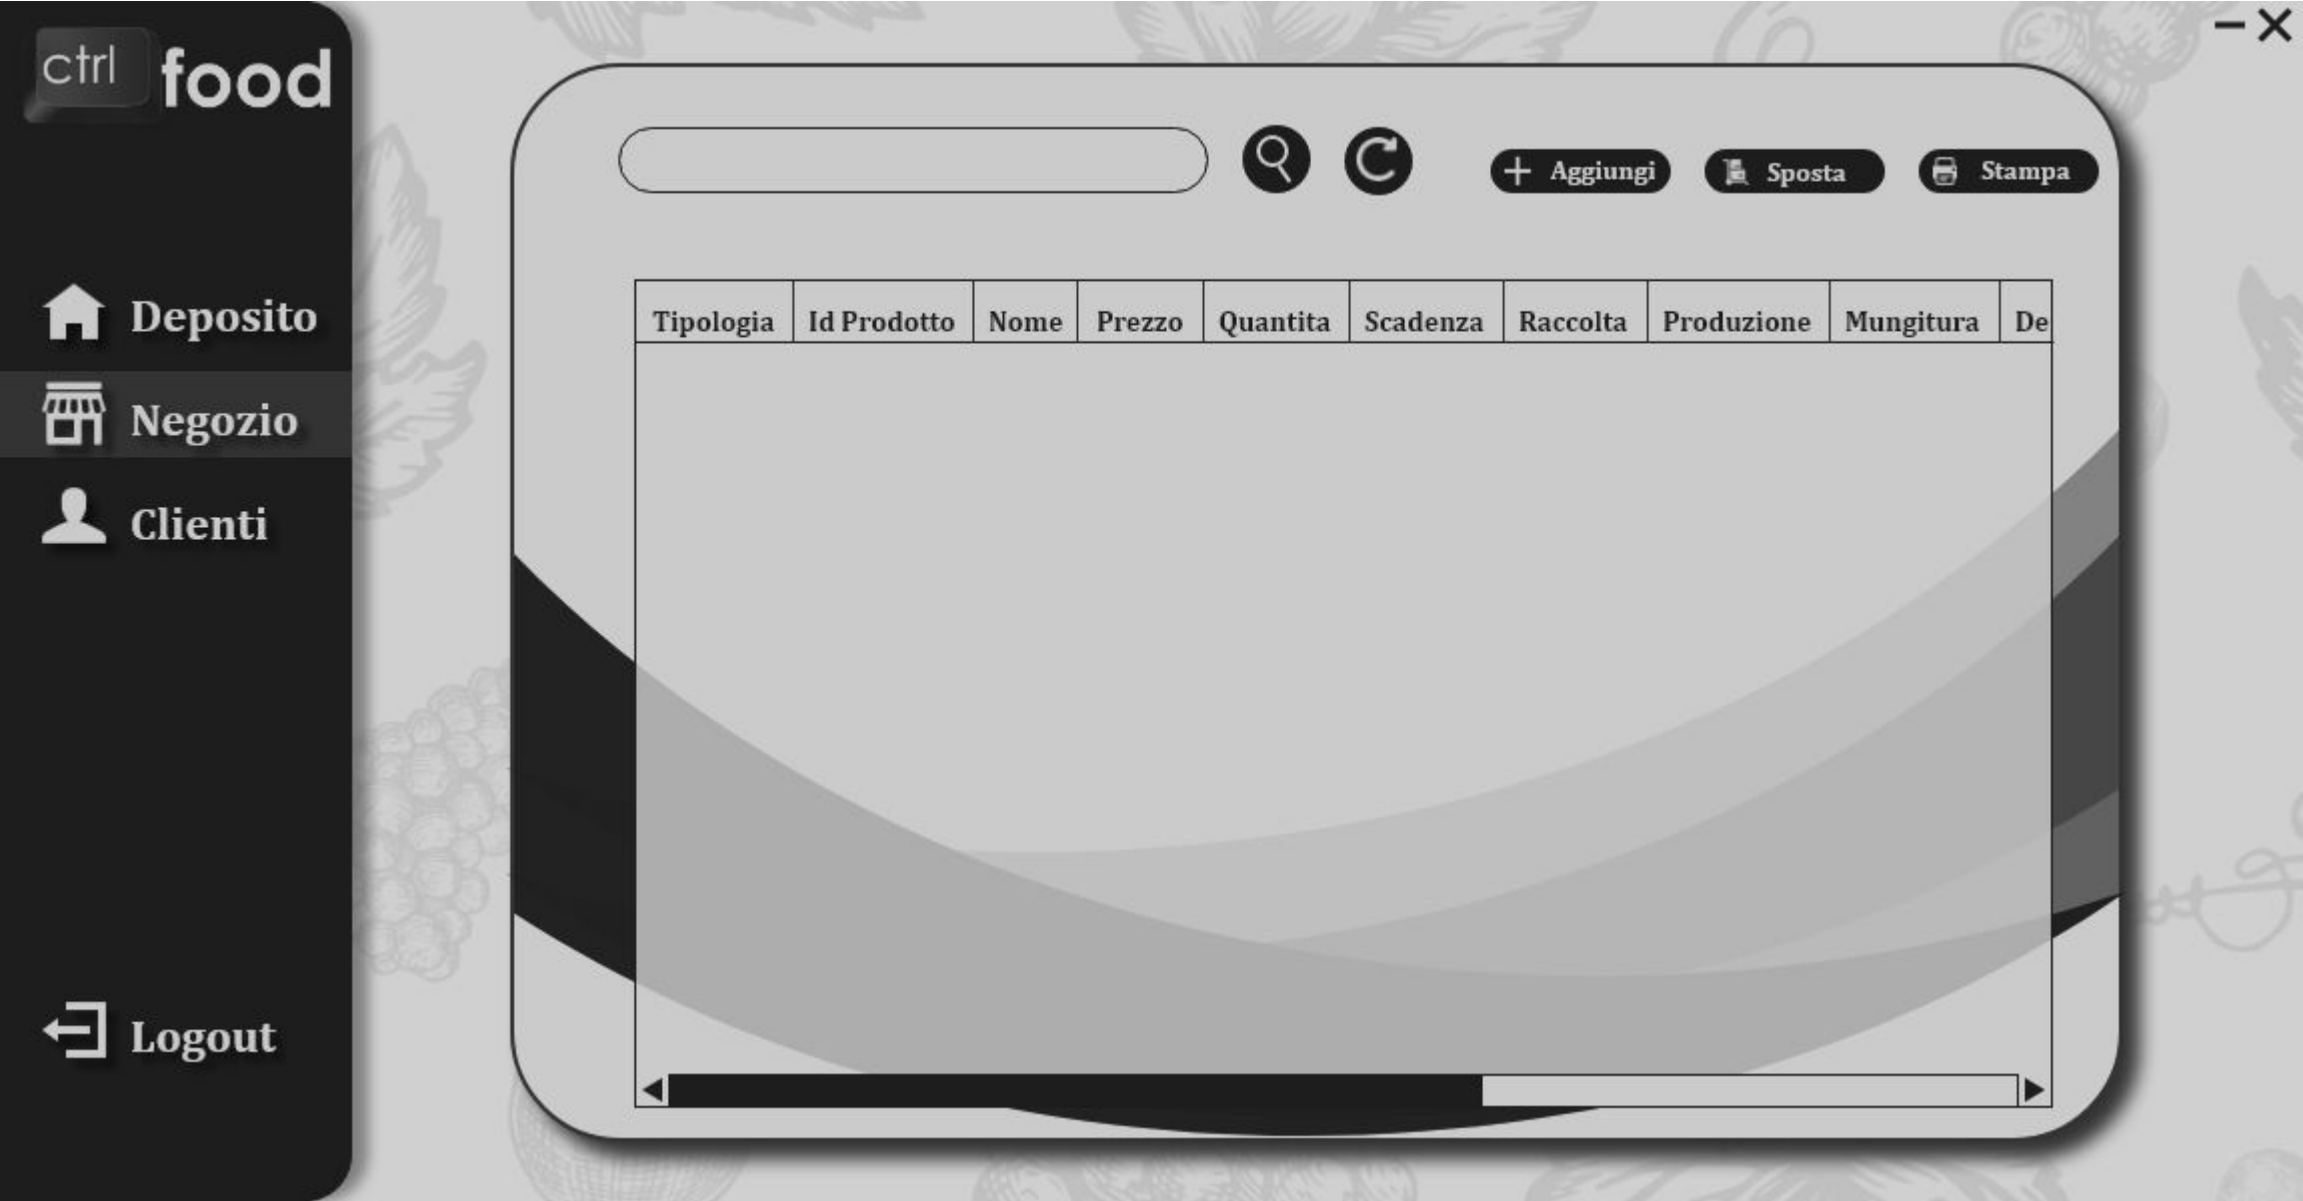 ctrl food
Deposito
Negozio
Clienti
Logout
Aggiungi
Sposta
Stampa
Tipologia Id Prodotto Nome Prezzo Quantita Scadenza Raccolta Produzione Mungitura De